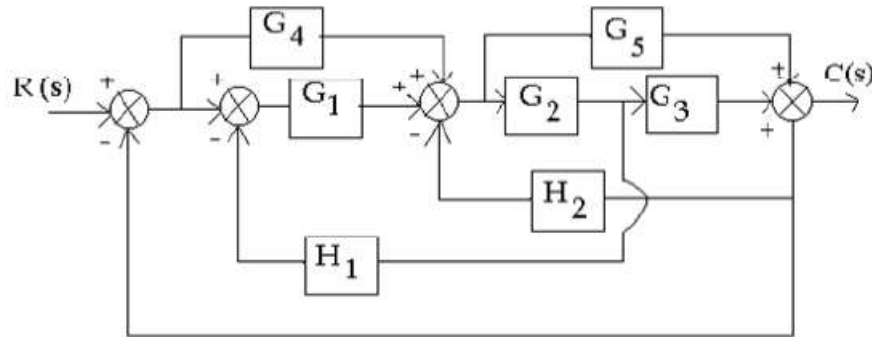 G4
G5
R(s)
+
+
+
+
+
C(s)
G1
G2
G3
-
-
-
+
H2
H1